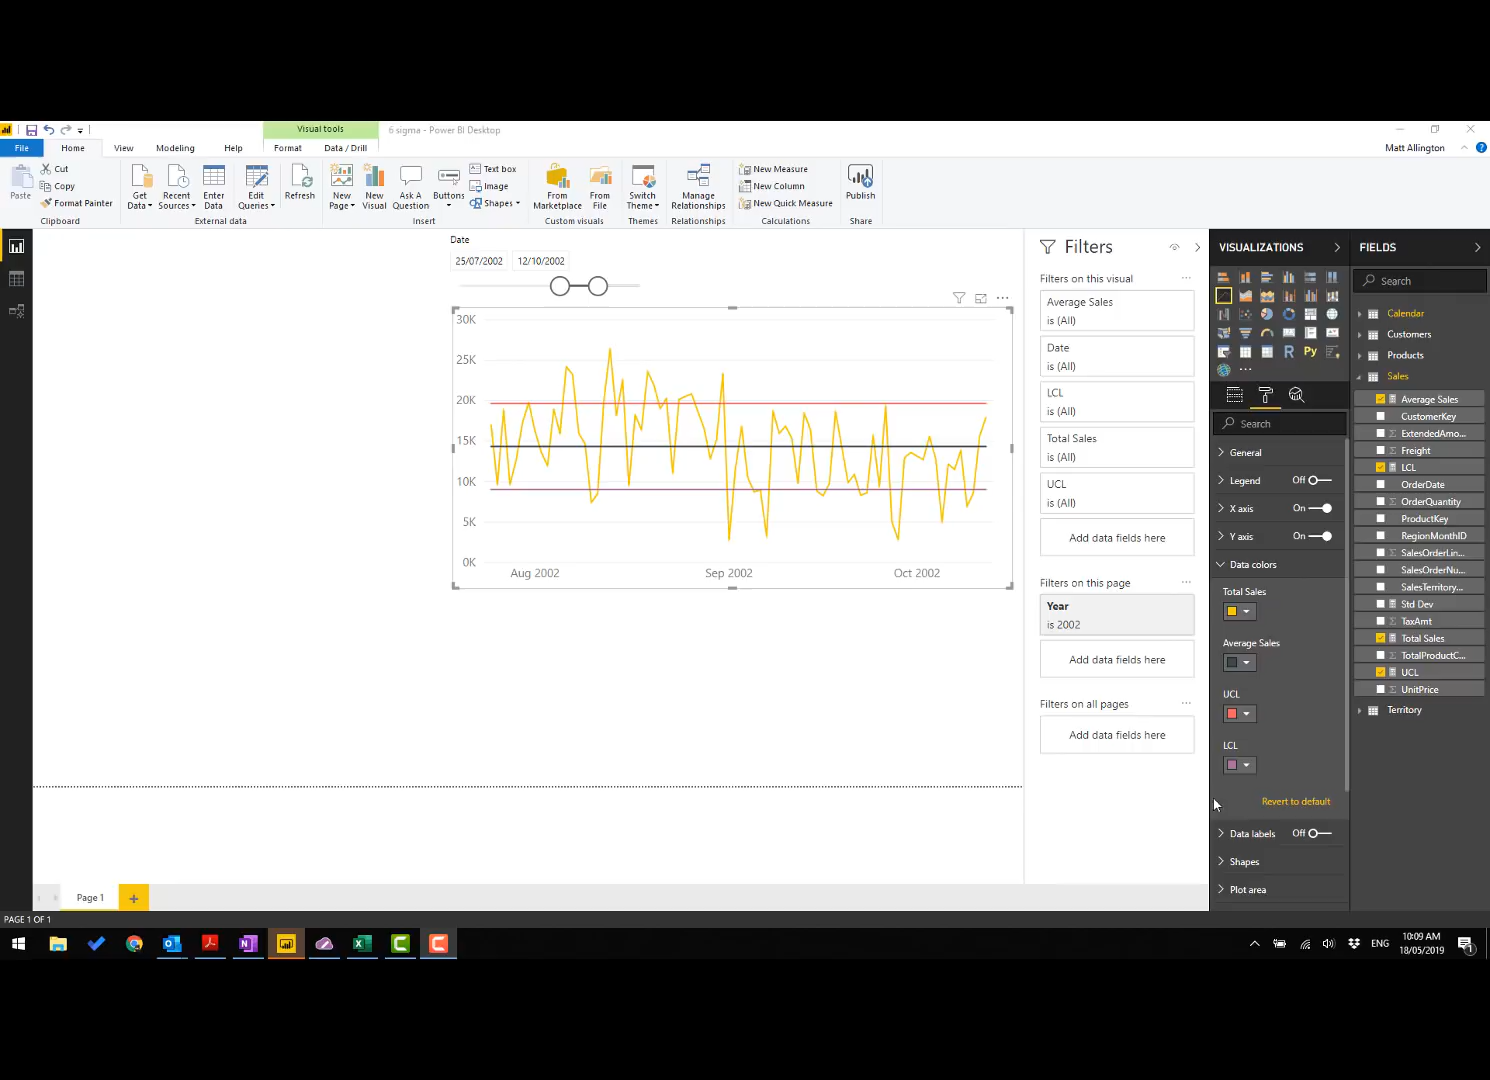 Visual tools
6 sigma - Power BI Desktop
File
Home
View
Modeling
Help
Format
Data / Drill
Matt Allington
Paste
Cut
Copy
Format Painter
Clipboard
Get Data
Recent Sources
Enter Data
Edit Queries
Refresh
External data
New Page
New Visual
Ask A Question
Buttons
Text box
Image
Shapes
Insert
From Marketplace
From File
Custom visuals
Switch Theme
Themes
Manage Relationships
Relationships
New Measure
New Column
New Quick Measure
Calculations
Publish
Share
Date
25/07/2002
12/10/2002
30K
25K
20K
15K
10K
5K
0K
Aug 2002
Sep 2002
Oct 2002
Filters
Filters on this visual
Average Sales
is (All)
Date
is (All)
LCL
is (All)
Total Sales
is (All)
UCL
is (All)
Add data fields here
Filters on this page
Year
is 2002
Add data fields here
Filters on all pages
Add data fields here
VISUALIZATIONS
R
Py
Search
General
Legend Off
X axis On
Y axis On
Data colors
Total Sales
Average Sales
UCL
LCL
Revert to default
Data labels Off
Shapes
Plot area
FIELDS
Search
Calendar
Customers
Products
Sales
Average Sales
CustomerKey
ExtendedAmo...
Freight
LCL
OrderDate
OrderQuantity
ProductKey
RegionMonthID
SalesOrderLin...
SalesOrderNu...
SalesTerritory...
Std Dev
TaxAmt
Total Sales
TotalProductC...
UCL
UnitPrice
Territory
Page 1
PAGE 1 OF 1
ENG
10:09 AM
18/05/2019